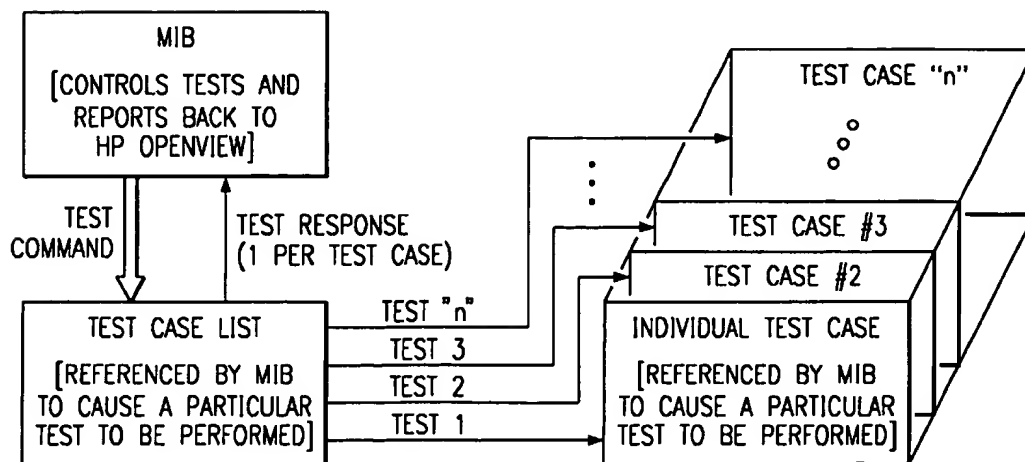 MIB
[CONTROLS TESTS AND
REPORTS BACK TO
HP OPENVIEW]
TEST
COMMAND
TEST RESPONSE
(1 PER TEST CASE)
TEST CASE LIST
[REFERENCED BY MIB
TO CAUSE A PARTICULAR
TEST TO BE PERFORMED]
TEST "n"
TEST 3
TEST 2
TEST 1
TEST CASE "n"
TEST CASE #3
TEST CASE #2
INDIVIDUAL TEST CASE
[REFERENCED BY MIB
TO CAUSE A PARTICULAR
TEST TO BE PERFORMED]